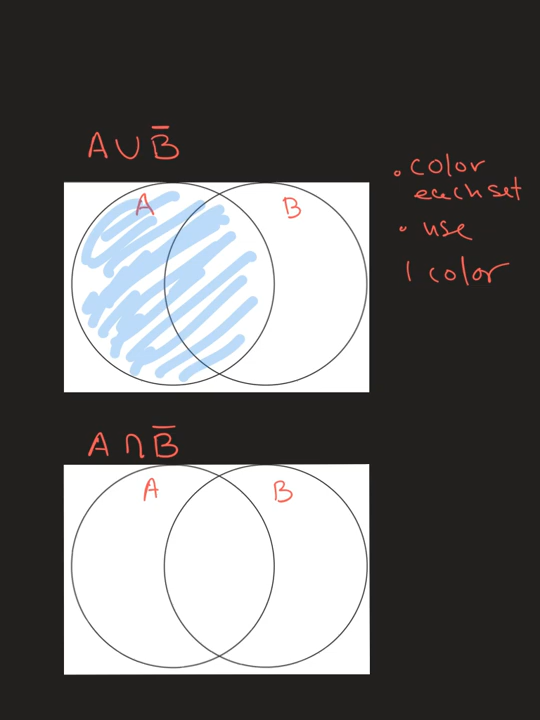 A∪B̅
A B
• color
each set
• use
1 color
A∩B̅
A B